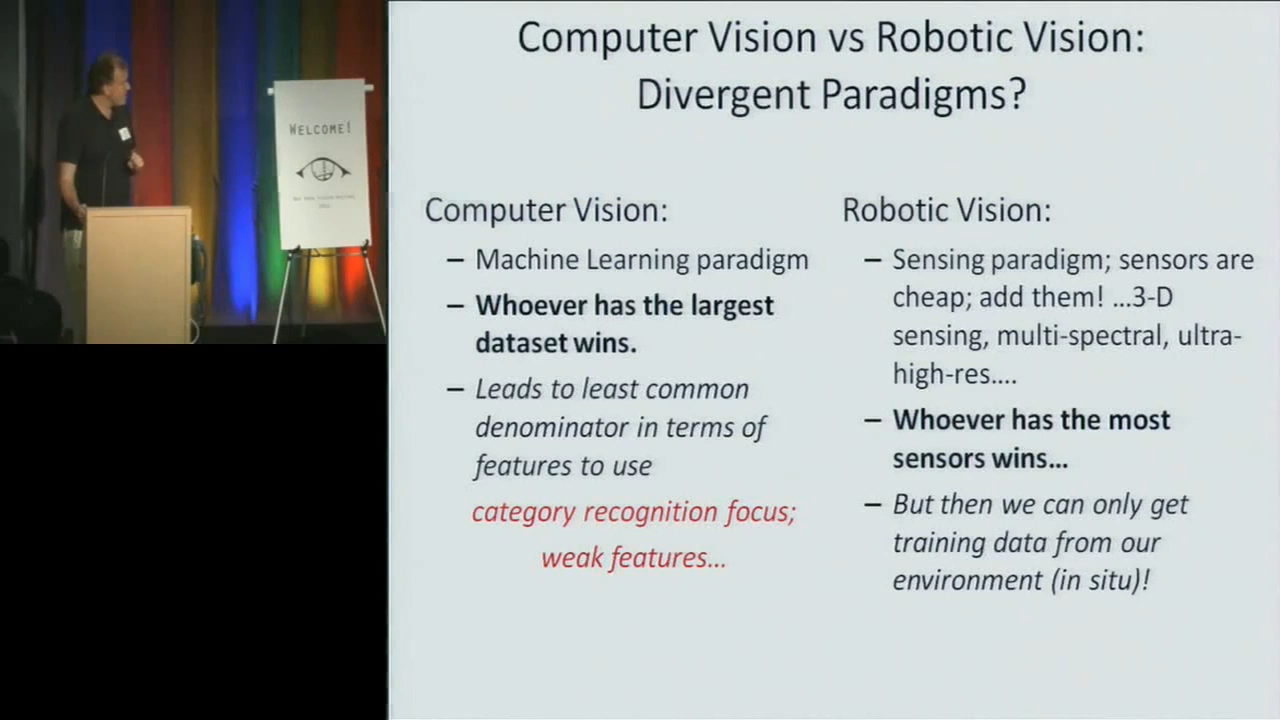 Computer Vision vs Robotic Vision:
Divergent Paradigms?
WELCOME!
Computer Vision:
– Machine Learning paradigm
– Whoever has the largest
dataset wins.
– Leads to least common
denominator in terms of
features to use
category recognition focus;
weak features...
Robotic Vision:
– Sensing paradigm; sensors are
cheap; add them! ...3-D
sensing, multi-spectral, ultra-
high-res....
– Whoever has the most
sensors wins...
– But then we can only get
training data from our
environment (in situ)!